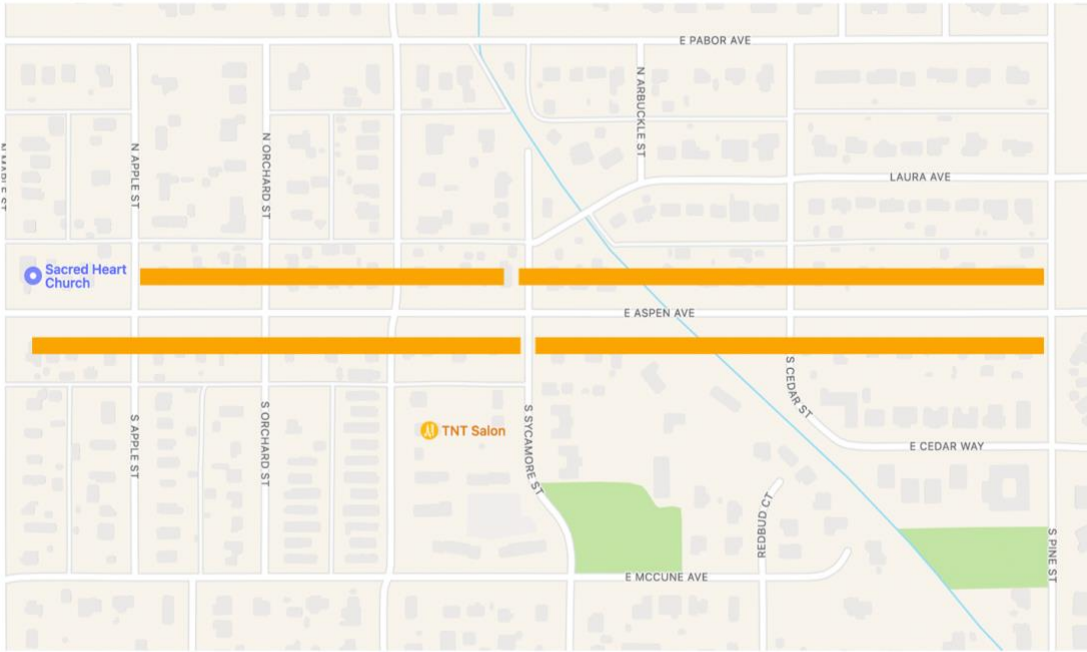 E PABOR AVE
N ARBUCKLE ST
N ORCHARD ST
N APPLE ST
LAURA AVE
Sacred Heart
Church
E ASPEN AVE
S CEDAR ST
S APPLE ST
S ORCHARD ST
TNT Salon
S SYCAMORE ST
E CEDAR WAY
REDBUD CT
S PINE ST
E MCCUNE AVE